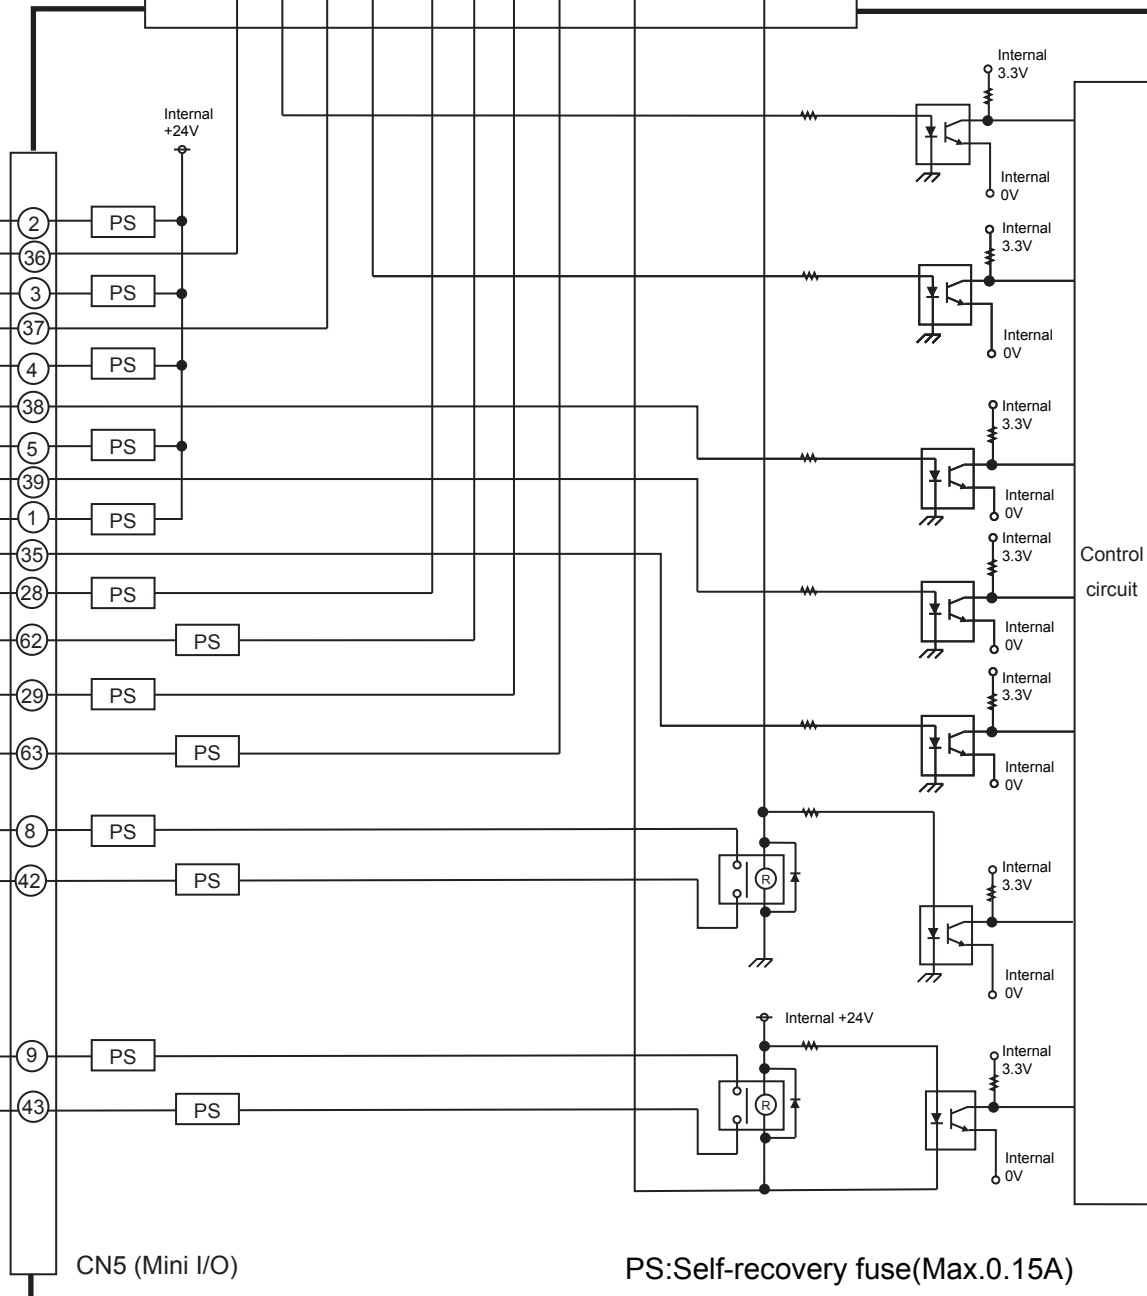 Internal
3.3V
Internal
+24V
Internal
0V
2
PS
36
Internal
3.3V
3
PS
37
Internal
0V
4
PS
38
Internal
3.3V
5
PS
39
Internal
0V
1
PS
Internal
3.3V
35
Control
circuit
28
PS
62
PS
Internal
0V
29
PS
Internal
3.3V
63
PS
Internal
0V
8
PS
42
PS
R
Internal
3.3V
Internal
0V
Internal +24V
9
PS
Internal
3.3V
43
PS
R
Internal
0V
CN5 (Mini I/O)
PS:Self-recovery fuse(Max.0.15A)